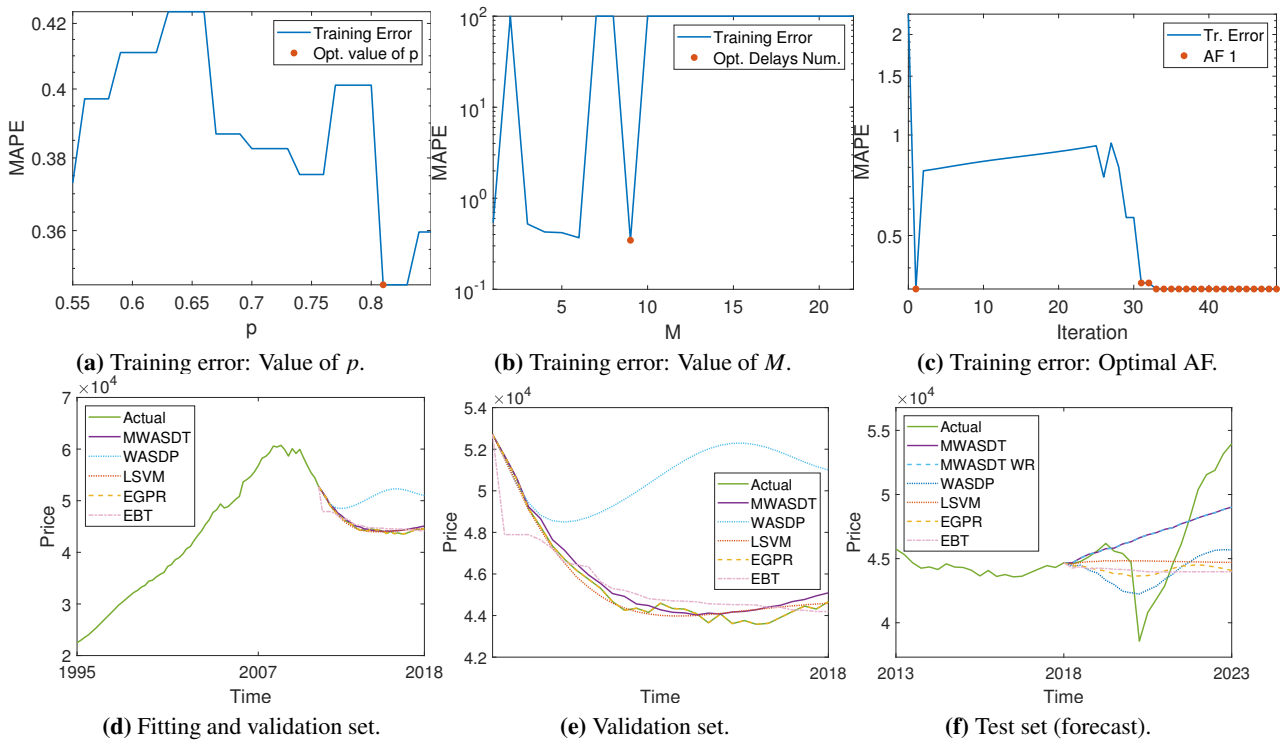 0.42
0.4
0.38
0.36
MAPE
Training Error
Opt. value of p
0.55 0.6 0.65 0.7 0.75 0.8
p
(a) Training error: Value of p.
10^2
10^1
10^0
10^-1
MAPE
Training Error
Opt. Delays Num.
5 10 15 20
M
(b) Training error: Value of M.
2
1.5
1
0.5
MAPE
Tr. Error
AF 1
0 10 20 30 40
Iteration
(c) Training error: Optimal AF.
×10^4
7
6
5
4
3
2
Price
Actual
MWASDT
WASDP
LSVM
EGPR
EBT
1995 2007 2018
Time
(d) Fitting and validation set.
×10^4
5.4
5.2
5
4.8
4.6
4.4
4.2
Price
Actual
MWASDT
WASDP
LSVM
EGPR
EBT
2018
Time
(e) Validation set.
×10^4
5.5
5
4.5
4
Price
Actual
MWASDT
MWASDT WR
WASDP
LSVM
EGPR
EBT
2013 2018 2023
Time
(f) Test set (forecast).